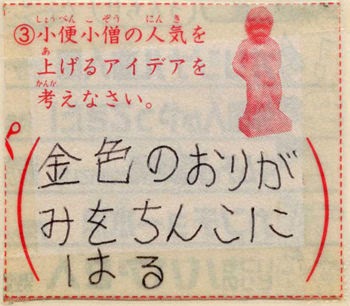 ③小便小僧の人気を
上げるアイデアを
考えなさい。
金色のおりが
みをちんこに
はる